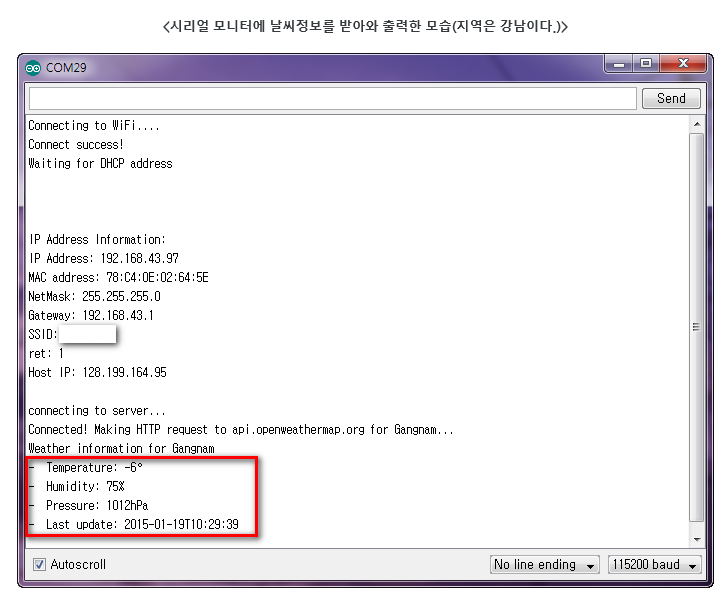 <시리얼 모니터에 날씨정보를 받아와 출력한 모습(지역은 강남이다.)>
COM29
Send
Connecting to WiFi....
Connect success!
Waiting for DHCP address
IP Address Information:
IP Address: 192.168.43.97
MAC address: 78:C4:0E:02:64:5E
NetMask: 255.255.255.0
Gateway: 192.168.43.1
SSID:
ret: 1
Host IP: 128.199.164.95
connecting to server...
Connected! Making HTTP request to api.openweathermap.org for Gangnam...
Weather information for Gangnam
- Temperature: -6°
- Humidity: 75%
- Pressure: 1012hPa
- Last update: 2015-01-19T10:29:39
Autoscroll
No line ending
115200 baud